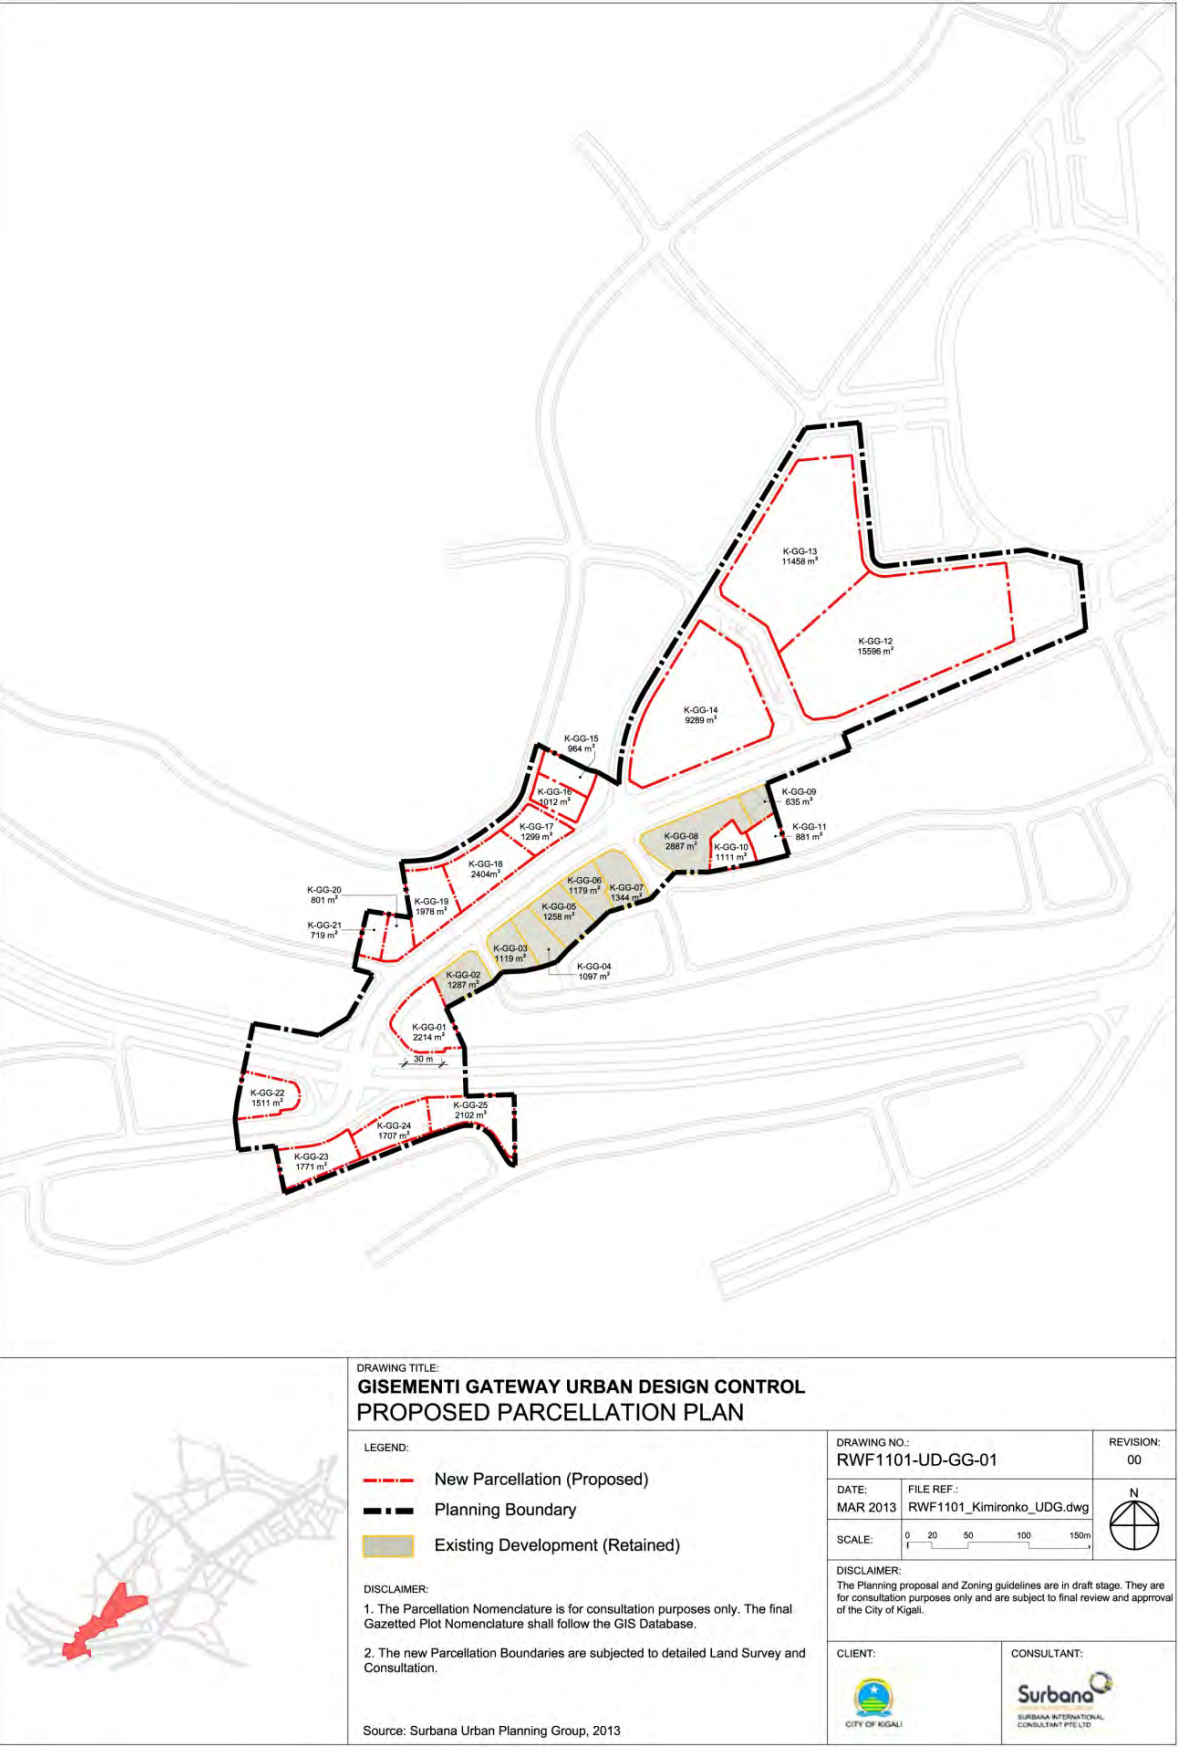 K-GG-13
11458 m²
K-GG-12
15596 m²
K-GG-14
9289 m²
K-GG-15
964 m²
K-GG-16
1012 m²
K-GG-09
635 m²
K-GG-17
1299 m²
K-GG-11
881 m²
K-GG-08
2887 m²
K-GG-10
1111 m²
K-GG-18
2404m²
K-GG-06
1179 m²
K-GG-07
1344 m²
K-GG-20
801 m²
K-GG-19
1978 m²
K-GG-05
1258 m²
K-GG-21
719 m²
K-GG-03
1119 m²
K-GG-04
1097 m²
K-GG-02
1287 m²
K-GG-01
2214 m²
30 m
K-GG-22
1511 m²
K-GG-25
2102 m²
K-GG-24
1707 m²
K-GG-23
1771 m²
DRAWING TITLE:
GISEMENTI GATEWAY URBAN DESIGN CONTROL
PROPOSED PARCELLATION PLAN
LEGEND:
New Parcellation (Proposed)
Planning Boundary
Existing Development (Retained)
DISCLAIMER:
1. The Parcellation Nomenclature is for consultation purposes only. The final
Gazetted Plot Nomenclature shall follow the GIS Database.
2. The new Parcellation Boundaries are subjected to detailed Land Survey and
Consultation.
Source: Surbana Urban Planning Group, 2013
DRAWING NO.:
RWF1101-UD-GG-01
REVISION:
00
DATE:
MAR 2013
FILE REF.:
RWF1101_Kimironko_UDG.dwg
N
SCALE:
0 20 50 100 150m
DISCLAIMER:
The Planning proposal and Zoning guidelines are in draft stage. They are
for consultation purposes only and are subject to final review and apprroval
of the City of Kigali.
CLIENT:
CITY OF KIGALI
CONSULTANT:
Surbana
SURBANA INTERNATIONAL
CONSULTANT PTE LTD